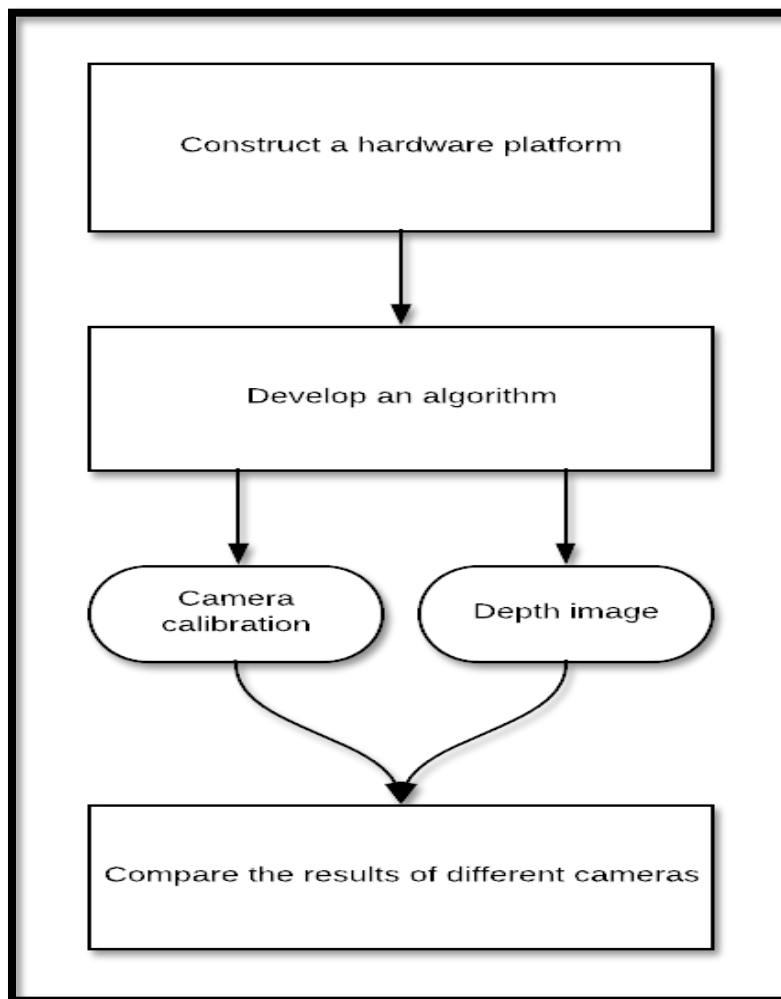 Construct a hardware platform
Develop an algorithm
Camera
calibration
Depth image
Compare the results of different cameras